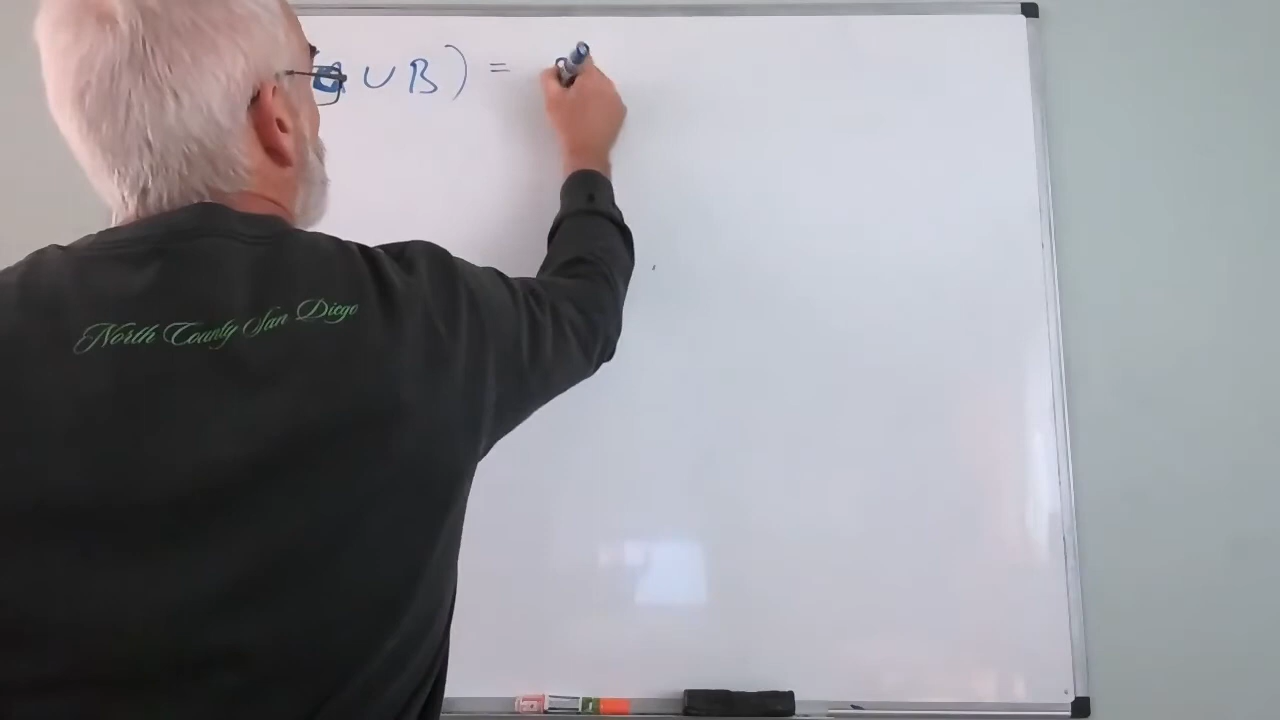 ∪ B) =
North County San Diego